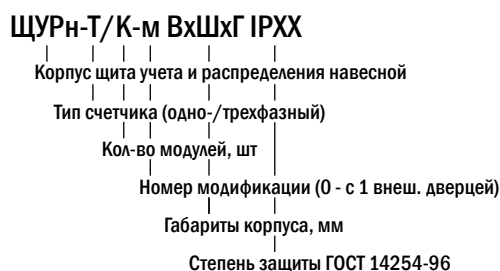 ЩУРн-Т/К-м ВхШхГ IPXX
Корпус щита учета и распределения навесной
Тип счетчика (одно-/трехфазный)
Кол-во модулей, шт
Номер модификации (0 - с 1 внеш. дверцей)
Габариты корпуса, мм
Степень защиты ГОСТ 14254-96